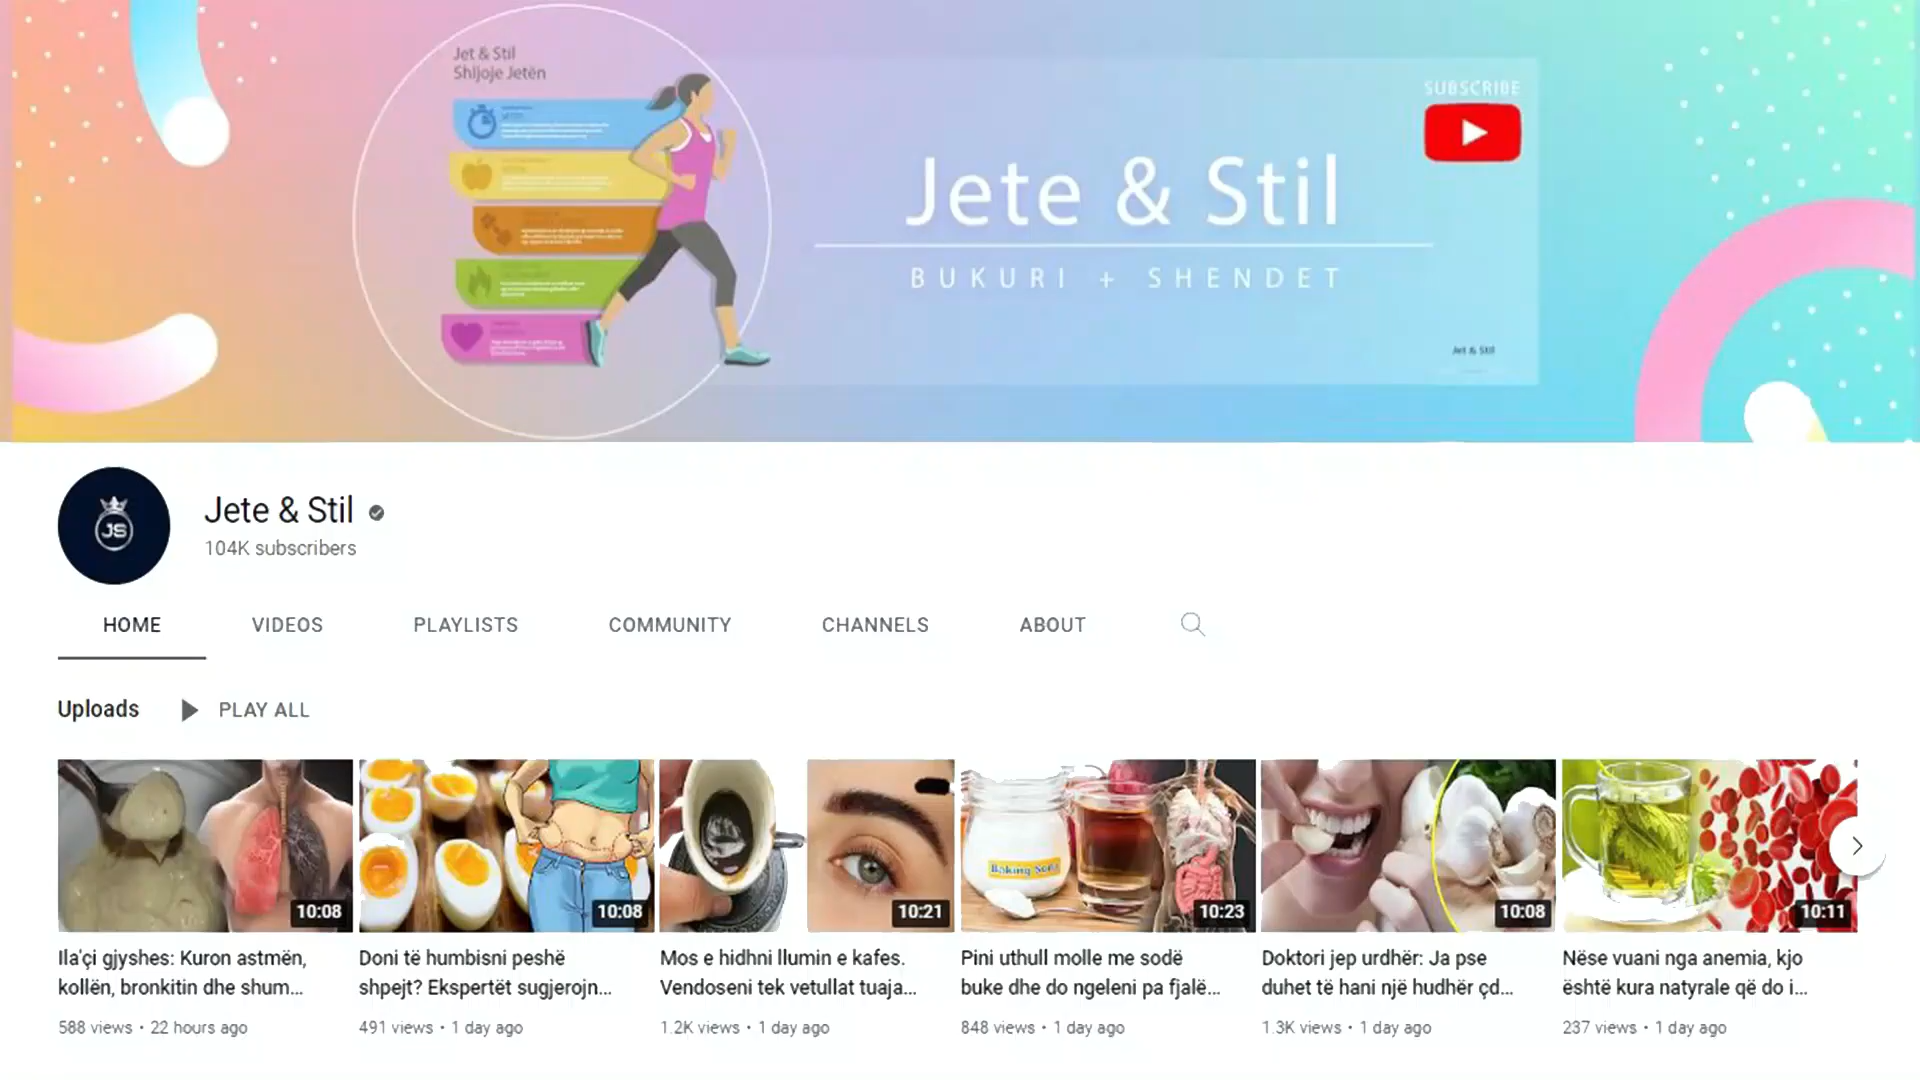 Jet & Stil
Shijoje Jetën
SUBSCRIBE
Jete & Stil
BUKURI + SHENDET
Jet & Stil
JS
Jete & Stil
104K subscribers
HOME VIDEOS PLAYLISTS COMMUNITY CHANNELS ABOUT
Uploads PLAY ALL
Baking Soda
10:08 10:08 10:21 10:23 10:08 10:11
Ila'çi gjyshes: Kuron astmën,
kollën, bronkitin dhe shum...
588 views • 22 hours ago
Doni të humbisni peshë
shpejt? Ekspertët sugjerojn...
491 views • 1 day ago
Mos e hidhni llumin e kafes.
Vendoseni tek vetullat tuaja...
1.2K views • 1 day ago
Pini uthull molle me sodë
buke dhe do ngeleni pa fjalë...
848 views • 1 day ago
Doktori jep urdhër: Ja pse
duhet të hani një hudhër çd...
1.3K views • 1 day ago
Nëse vuani nga anemia, kjo
është kura natyrale që do i...
237 views • 1 day ago